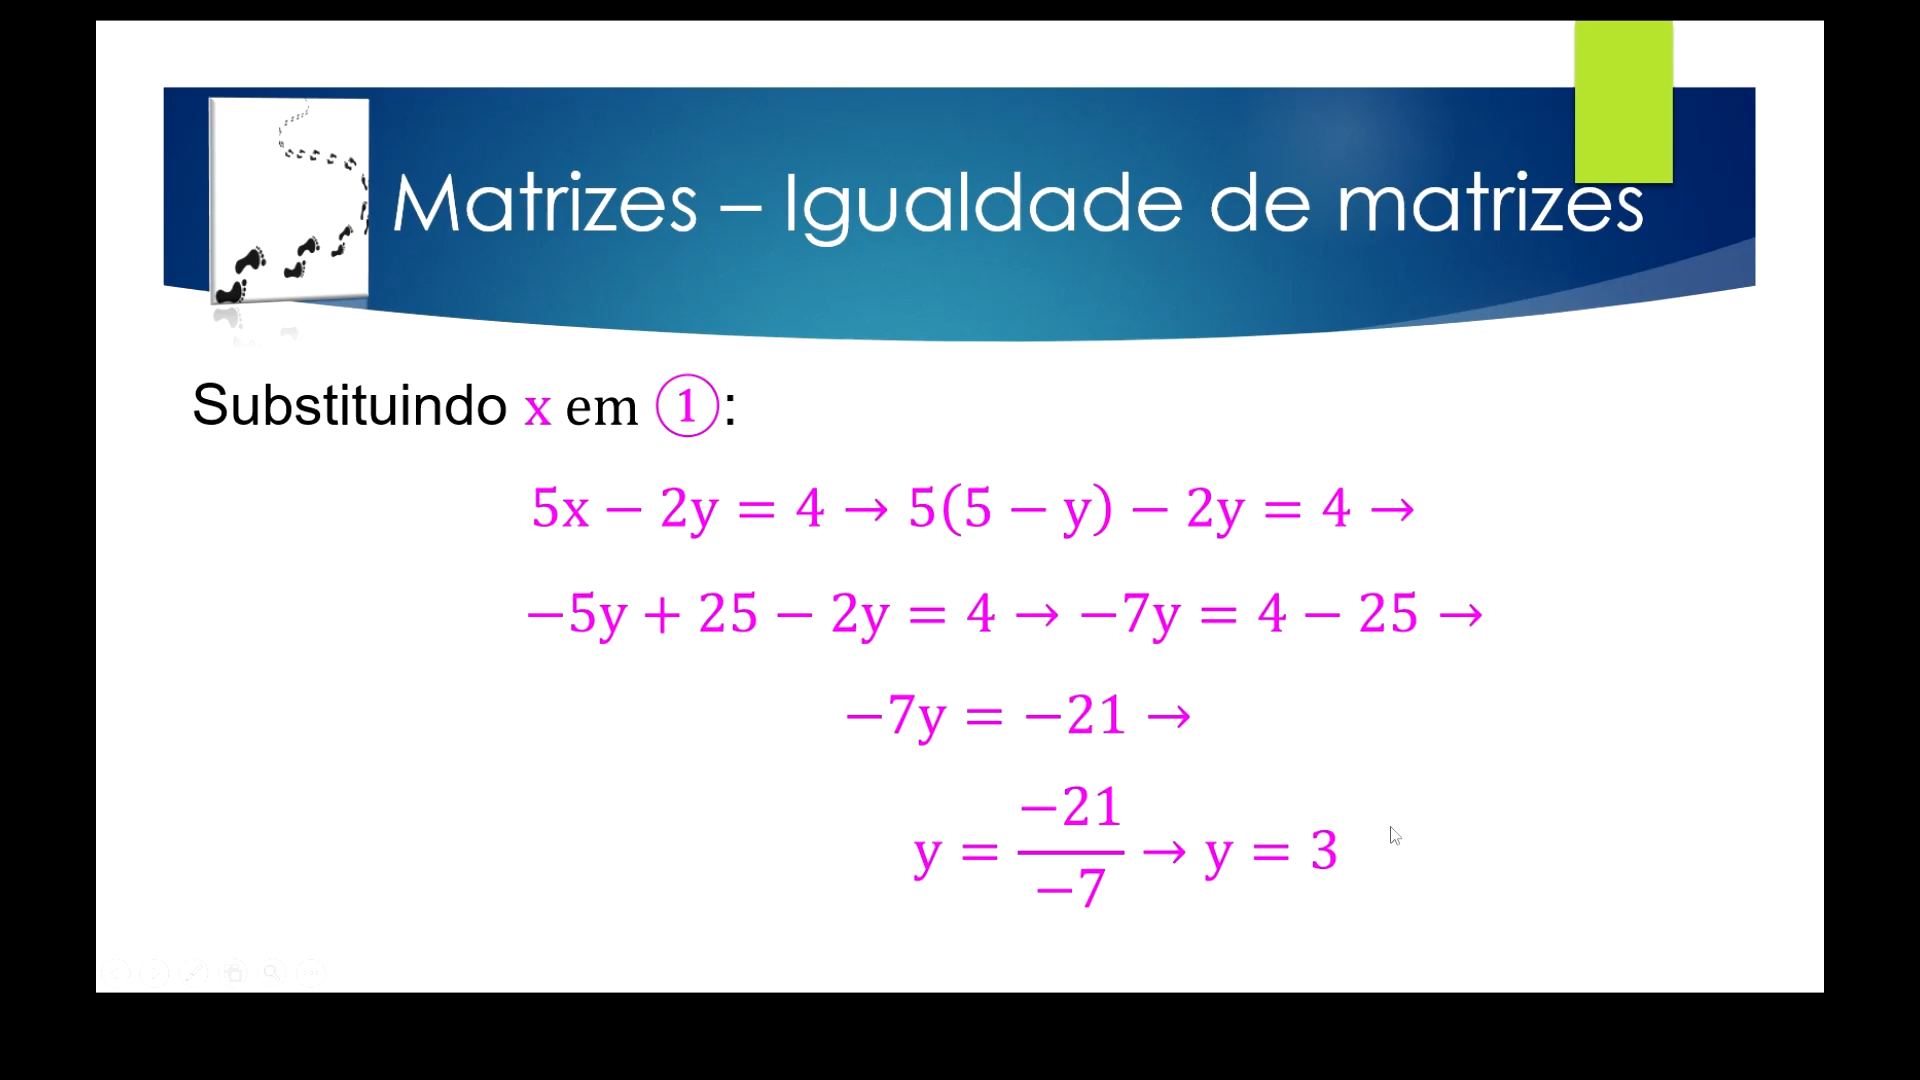 Matrizes – Igualdade de matrizes
Substituindo x em ①:
5x − 2y = 4 → 5(5 − y) − 2y = 4 →
−5y + 25 − 2y = 4 → −7y = 4 − 25 →
−7y = −21 →
y = −21/−7 → y = 3